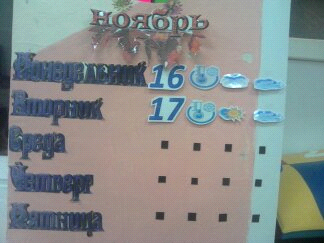 ноябрь
Понедельник 16
Вторник 17
Среда
Четверг
Пятница